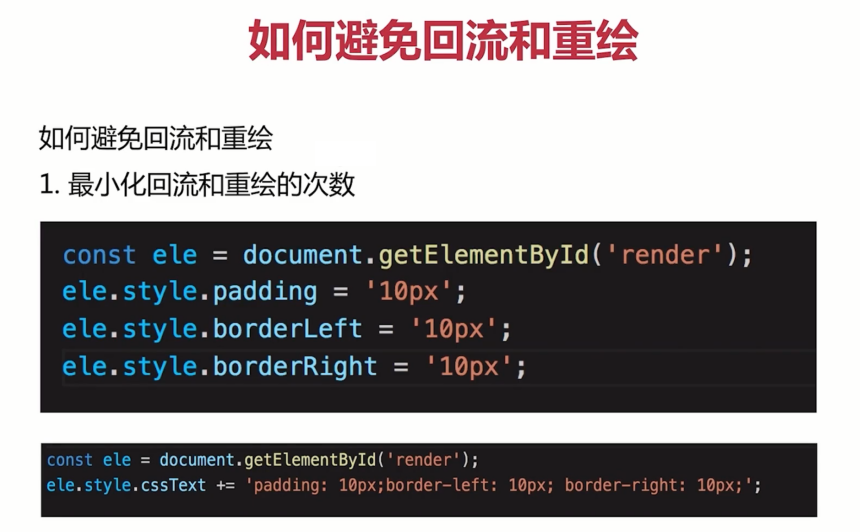 如何避免回流和重绘
如何避免回流和重绘
1. 最小化回流和重绘的次数
const ele = document.getElementById('render');
ele.style.padding = '10px';
ele.style.borderLeft = '10px';
ele.style.borderRight = '10px';
const ele = document.getElementById('render');
ele.style.cssText += 'padding: 10px;border-left: 10px; border-right: 10px;';